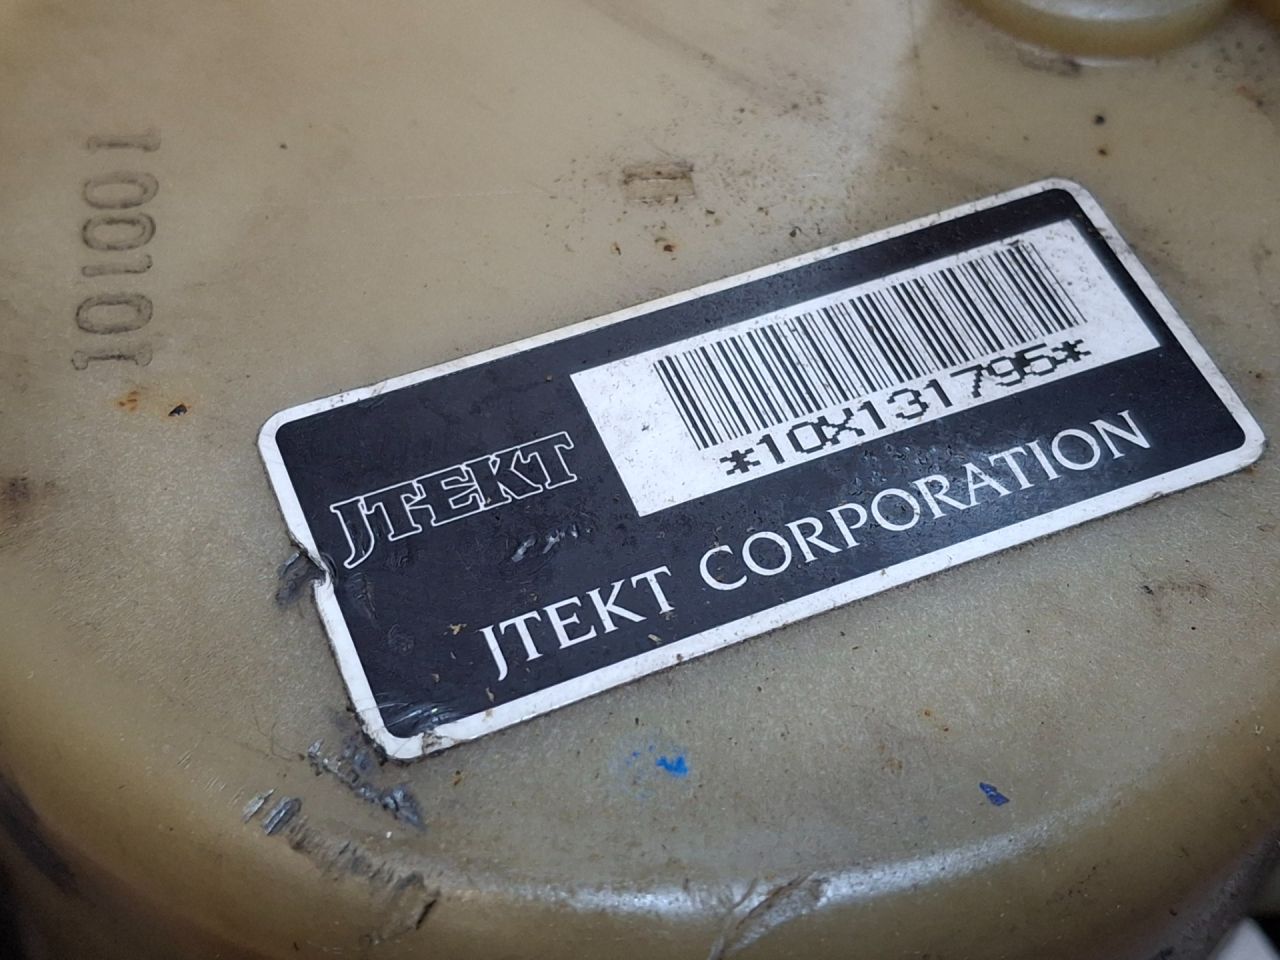 101001
*10X131795*
JTEKT
JTEKT CORPORATION